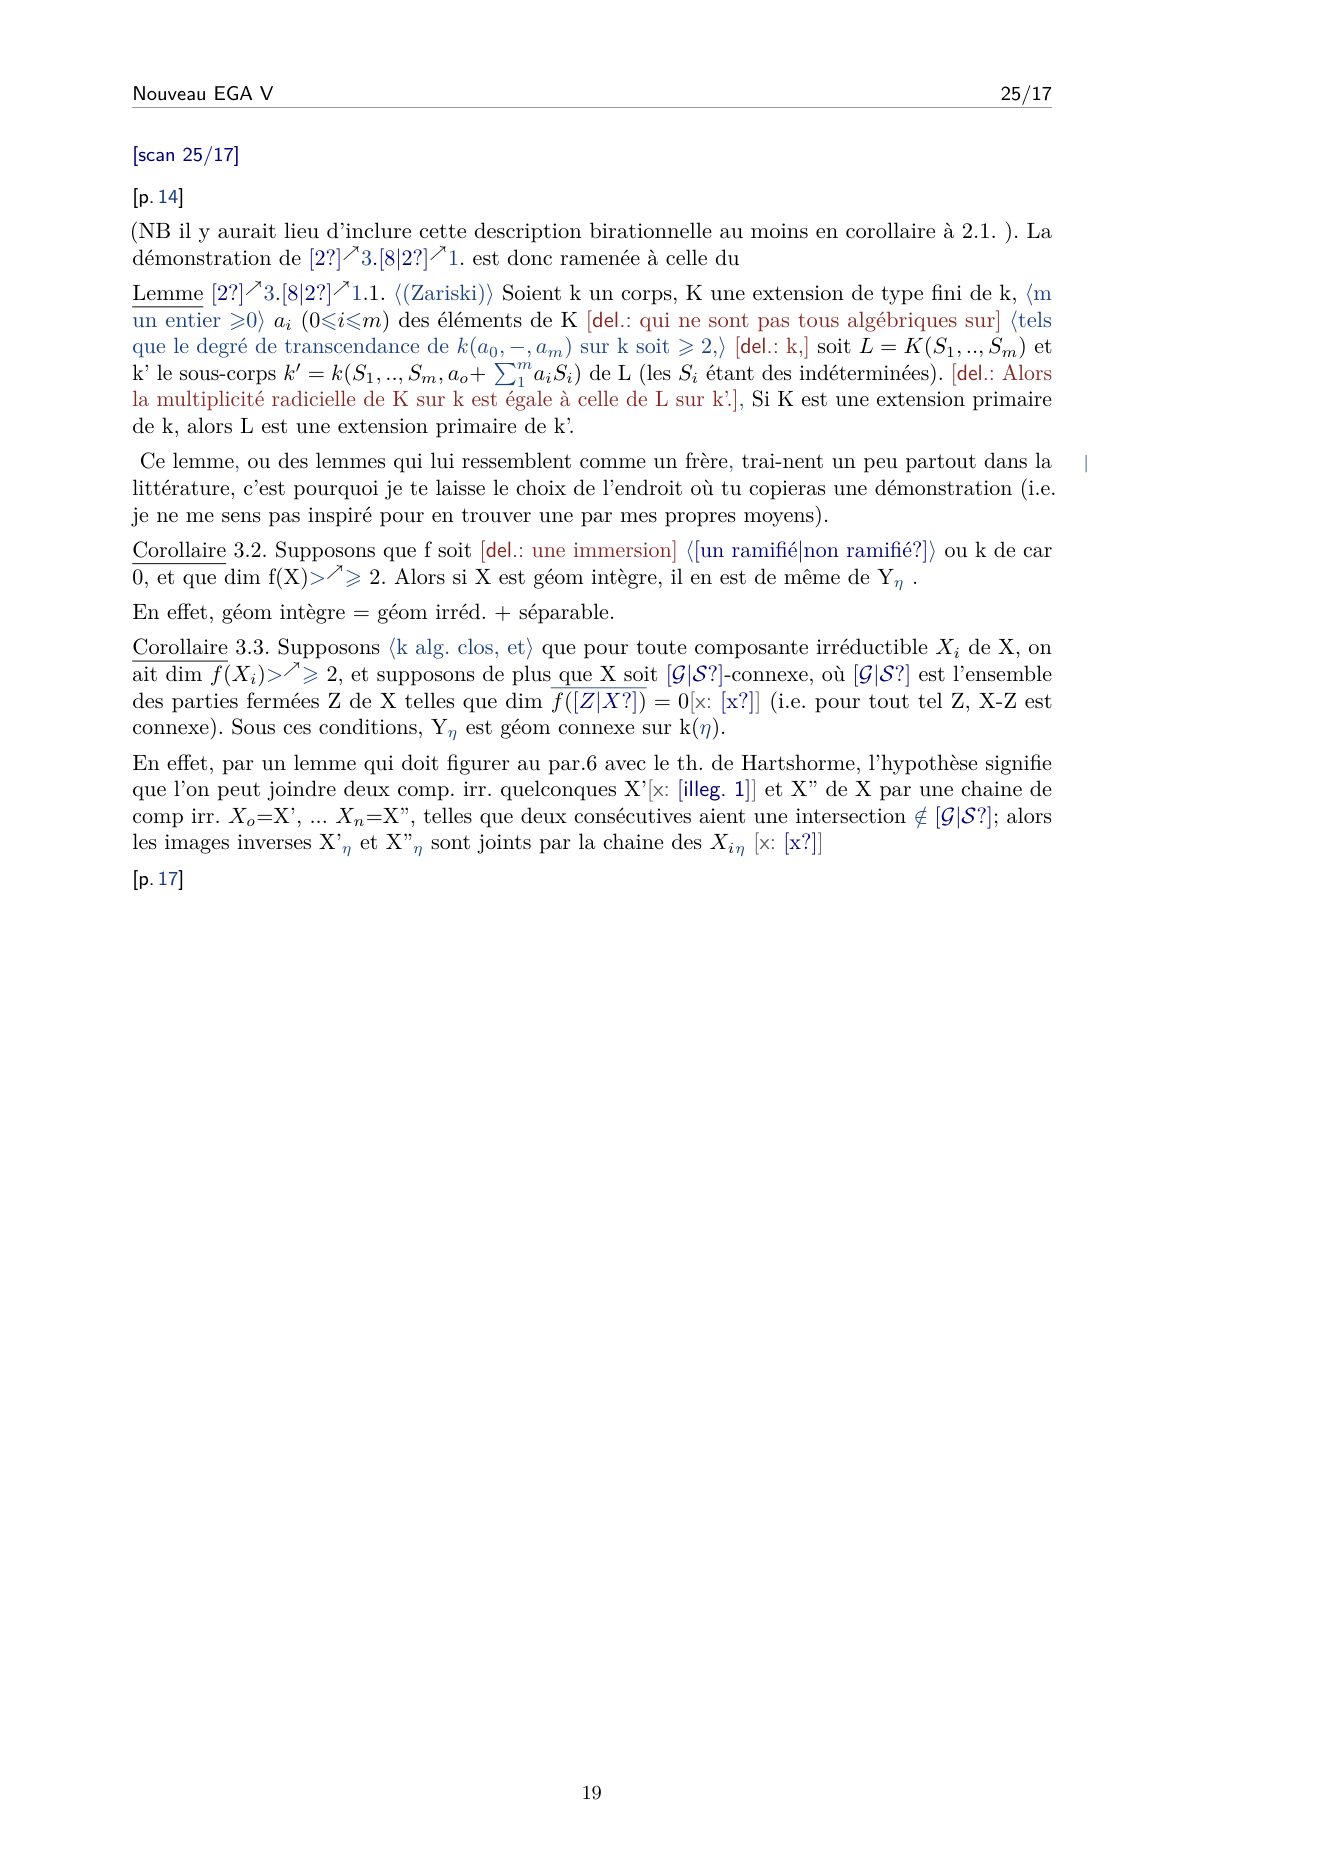 Nouveau EGA V 25/17
[scan 25/17]
[p. 14]
(NB il y aurait lieu d'inclure cette description birationnelle au moins en corollaire à 2.1. ). La
démonstration de [2?]↗3.[8|2?]↗1. est donc ramenée à celle du
Lemme [2?]↗3.[8|2?]↗1.1. ⟨(Zariski)⟩ Soient k un corps, K une extension de type fini de k, ⟨m
un entier ⩾0⟩ a_i (0⩽i⩽m) des éléments de K [del.: qui ne sont pas tous algébriques sur] ⟨tels
que le degré de transcendance de k(a_0, −, a_m) sur k soit ⩾ 2,⟩ [del.: k,] soit L = K(S_1, .., S_m) et
k' le sous-corps k′ = k(S_1, .., S_m, a_o+ ∑_1^m a_iS_i) de L (les S_i étant des indéterminées). [del.: Alors
la multiplicité radicielle de K sur k est égale à celle de L sur k'.], Si K est une extension primaire
de k, alors L est une extension primaire de k'.
Ce lemme, ou des lemmes qui lui ressemblent comme un frère, trai-nent un peu partout dans la |
littérature, c'est pourquoi je te laisse le choix de l'endroit où tu copieras une démonstration (i.e.
je ne me sens pas inspiré pour en trouver une par mes propres moyens).
Corollaire 3.2. Supposons que f soit [del.: une immersion] ⟨[un ramifié|non ramifié?]⟩ ou k de car
0, et que dim f(X)>↗⩾ 2. Alors si X est géom intègre, il en est de même de Y_η .
En effet, géom intègre = géom irréd. + séparable.
Corollaire 3.3. Supposons ⟨k alg. clos, et⟩ que pour toute composante irréductible X_i de X, on
ait dim f(X_i)>↗⩾ 2, et supposons de plus que X soit [𝒢|𝒮?]-connexe, où [𝒢|𝒮?] est l'ensemble
des parties fermées Z de X telles que dim \overline{f([Z|X?])} = 0[x: [x?]] (i.e. pour tout tel Z, X-Z est
connexe). Sous ces conditions, Y_η est géom connexe sur k(η).
En effet, par un lemme qui doit figurer au par.6 avec le th. de Hartshorme, l'hypothèse signifie
que l'on peut joindre deux comp. irr. quelconques X'[x: [illeg. 1]] et X" de X par une chaine de
comp irr. X_o=X', ... X_n=X", telles que deux consécutives aient une intersection ∉ [𝒢|𝒮?]; alors
les images inverses X'_η et X"_η sont joints par la chaine des X_{iη} [x: [x?]]
[p. 17]
19